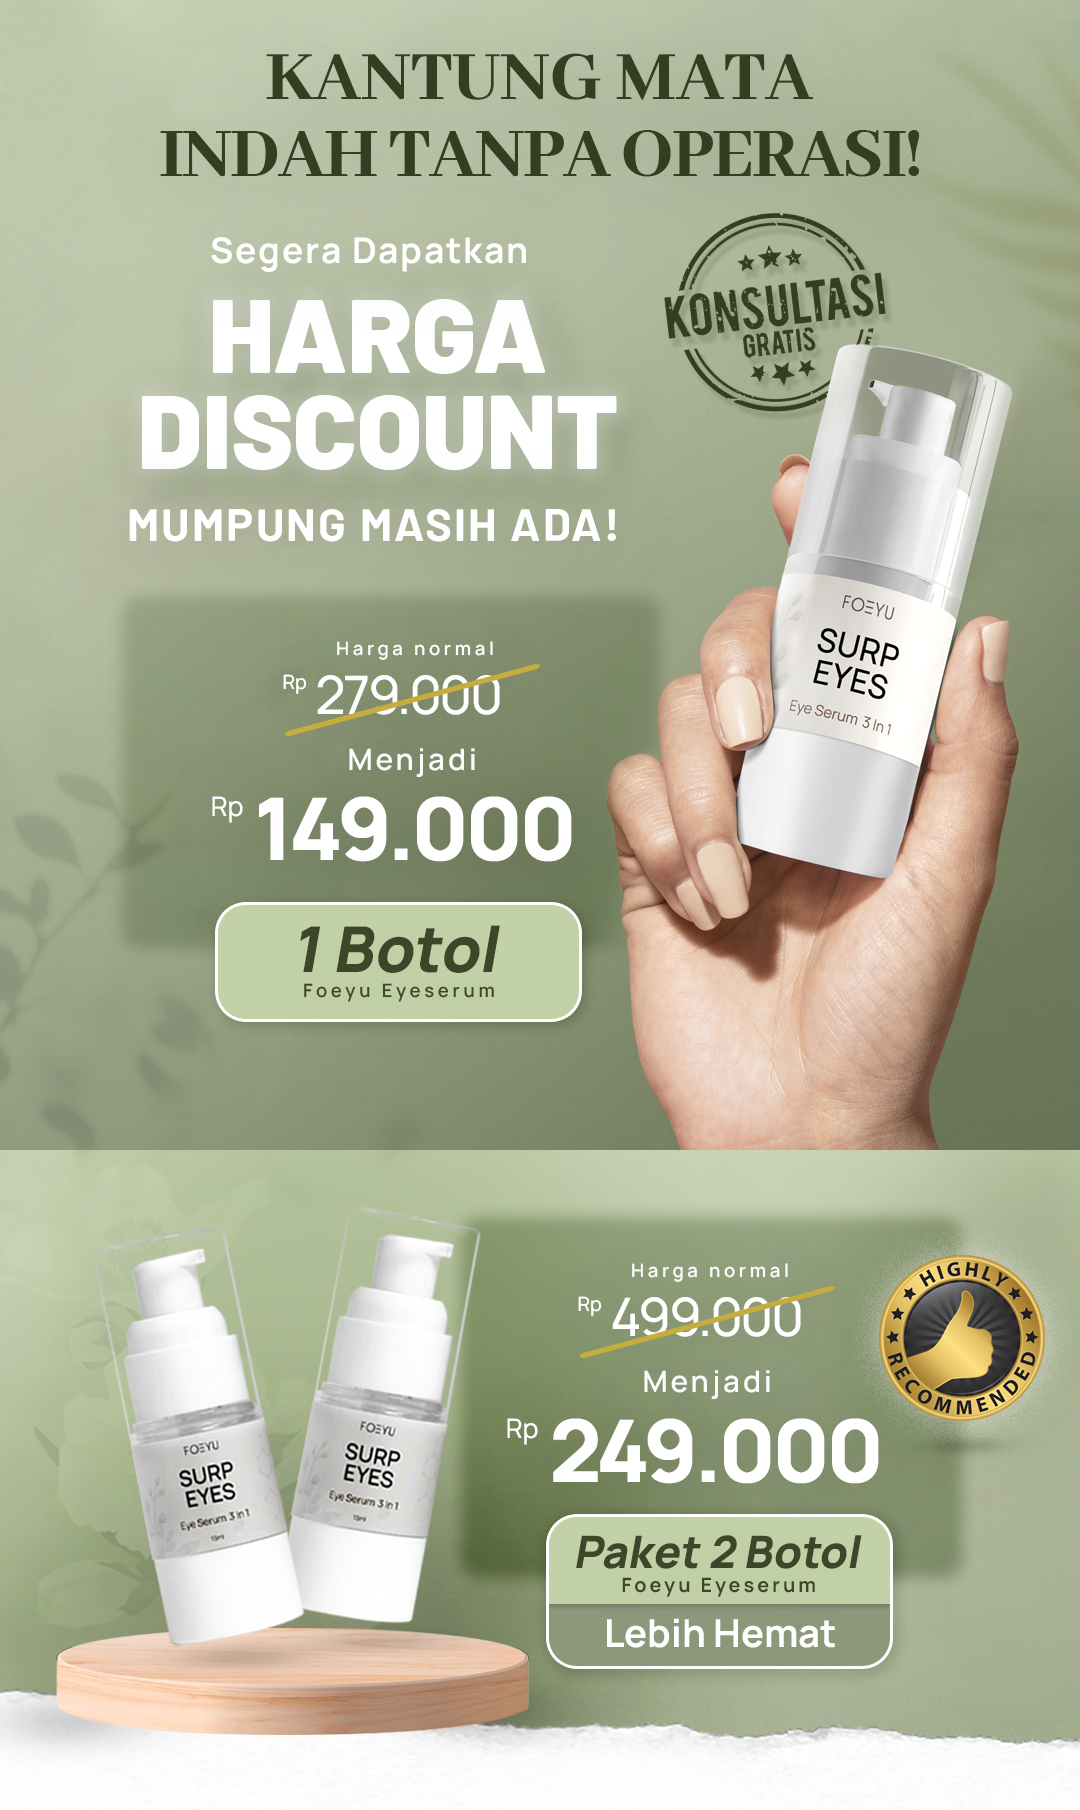 KANTUNG MATA
INDAH TANPA OPERASI!
Segera Dapatkan
HARGA
DISCOUNT
MUMPUNG MASIH ADA!
KONSULTASI
GRATIS
FOEYU
SURP
EYES
Eye Serum 3 In 1
Harga normal
Rp 279.000
Menjadi
Rp 149.000
1 Botol
Foeyu Eyeserum
FOEYU
SURP
EYES
Eye Serum 3 in 1
15ml
FOEYU
SURP
EYES
Eye Serum 3 in 1
15ml
Harga normal
Rp 499.000
Menjadi
Rp 249.000
HIGHLY
RECOMMENDED
Paket 2 Botol
Foeyu Eyeserum
Lebih Hemat